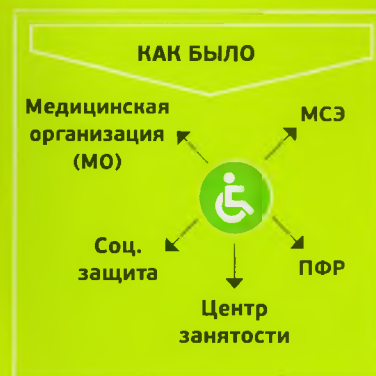 КАК БЫЛО
Медицинская
организация
(МО)
МСЭ
Соц.
защита
ПФР
Центр
занятости